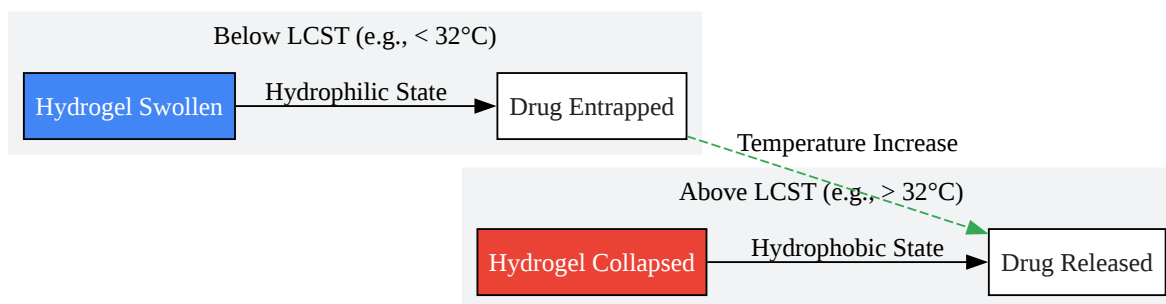 Below LCST (e.g., < 32°C)
Hydrogel Swollen
Hydrophilic State
Drug Entrapped
Temperature Increase
Above LCST (e.g., > 32°C)
Hydrogel Collapsed
Hydrophobic State
Drug Released